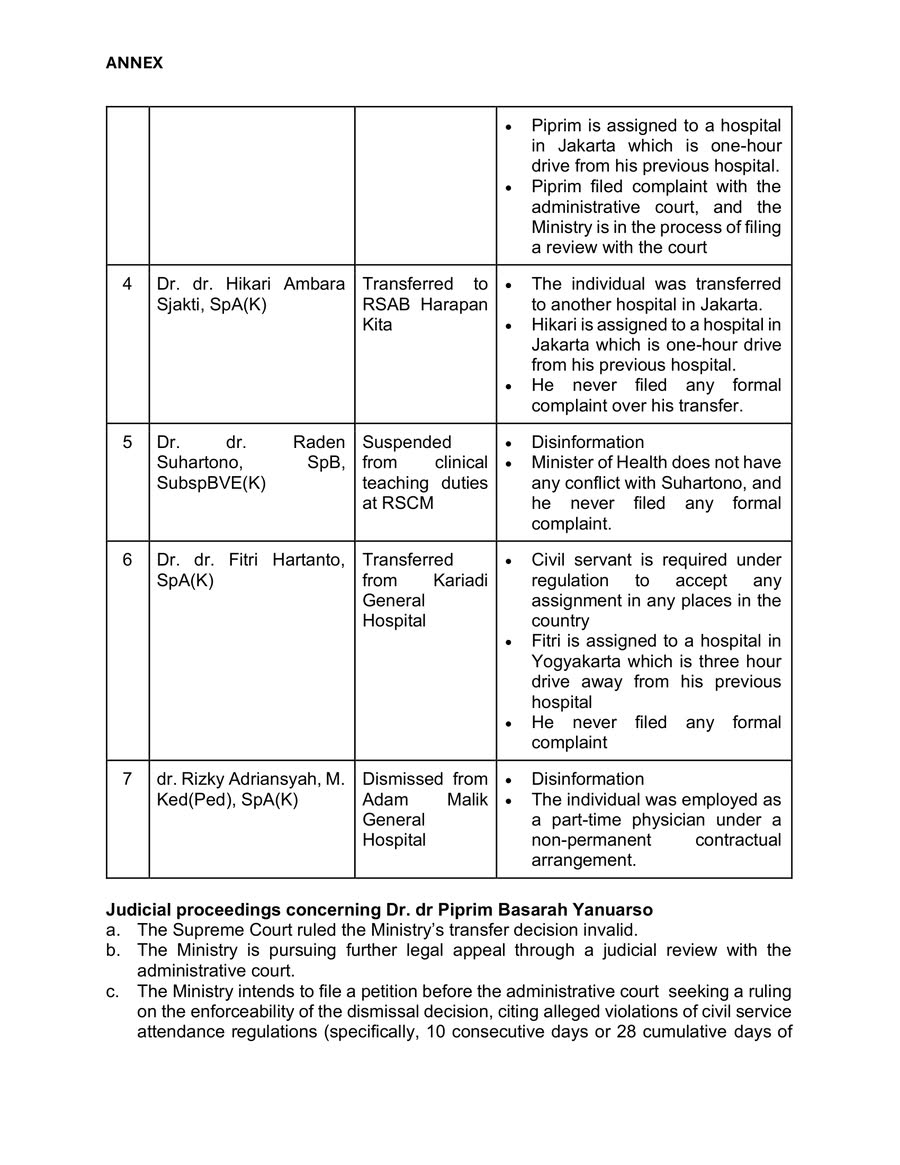 ANNEX
Piprim is assigned to a hospital
in Jakarta which is one-hour
drive from his previous hospital.
Piprim filed complaint with the
administrative court, and the
Ministry is in the process of filing
a review with the court
4
Dr. dr. Hikari Ambara
Sjakti, SpA(K)
Transferred to
RSAB Harapan
Kita
The individual was transferred
to another hospital in Jakarta.
Hikari is assigned to a hospital in
Jakarta which is one-hour drive
from his previous hospital.
He never filed any formal
complaint over his transfer.
5
Dr. dr. Raden
Suhartono, SpB,
SubspBVE(K)
Suspended
from clinical
teaching duties
at RSCM
Disinformation
Minister of Health does not have
any conflict with Suhartono, and
he never filed any formal
complaint.
6
Dr. dr. Fitri Hartanto,
SpA(K)
Transferred
from Kariadi
General
Hospital
Civil servant is required under
regulation to accept any
assignment in any places in the
country
Fitri is assigned to a hospital in
Yogyakarta which is three hour
drive away from his previous
hospital
He never filed any formal
complaint
7
dr. Rizky Adriansyah, M.
Ked(Ped), SpA(K)
Dismissed from
Adam Malik
General
Hospital
Disinformation
The individual was employed as
a part-time physician under a
non-permanent contractual
arrangement.
Judicial proceedings concerning Dr. dr Piprim Basarah Yanuarso
a. The Supreme Court ruled the Ministry’s transfer decision invalid.
b. The Ministry is pursuing further legal appeal through a judicial review with the
administrative court.
c. The Ministry intends to file a petition before the administrative court seeking a ruling
on the enforceability of the dismissal decision, citing alleged violations of civil service
attendance regulations (specifically, 10 consecutive days or 28 cumulative days of